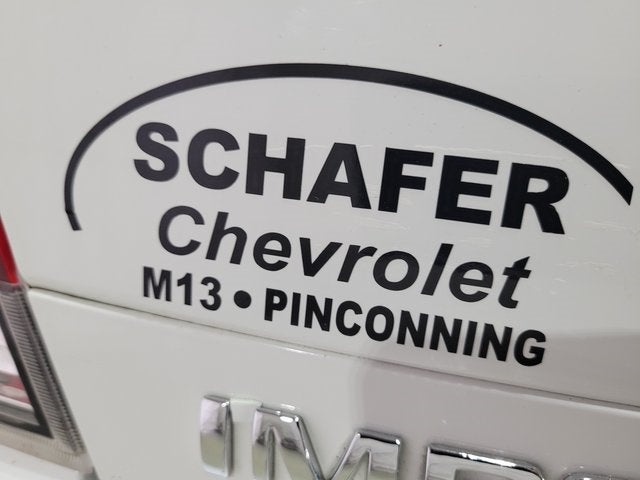 SCHAFER
Chevrolet
M13 • PINCONNING